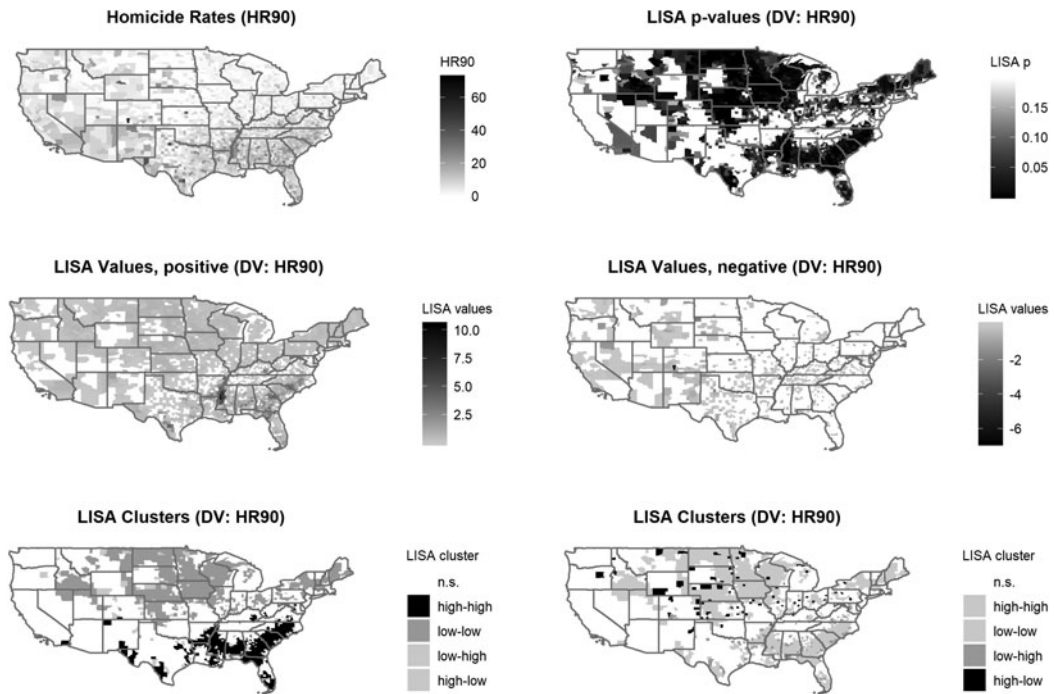 Homicide Rates (HR90)
HR90
60
40
20
0
LISA p-values (DV: HR90)
LISA p
0.15
0.10
0.05
LISA Values, positive (DV: HR90)
LISA values
10.0
7.5
5.0
2.5
LISA Values, negative (DV: HR90)
LISA values
-2
-4
-6
LISA Clusters (DV: HR90)
LISA cluster
n.s.
high-high
low-low
low-high
high-low
LISA Clusters (DV: HR90)
LISA cluster
n.s.
high-high
low-low
low-high
high-low